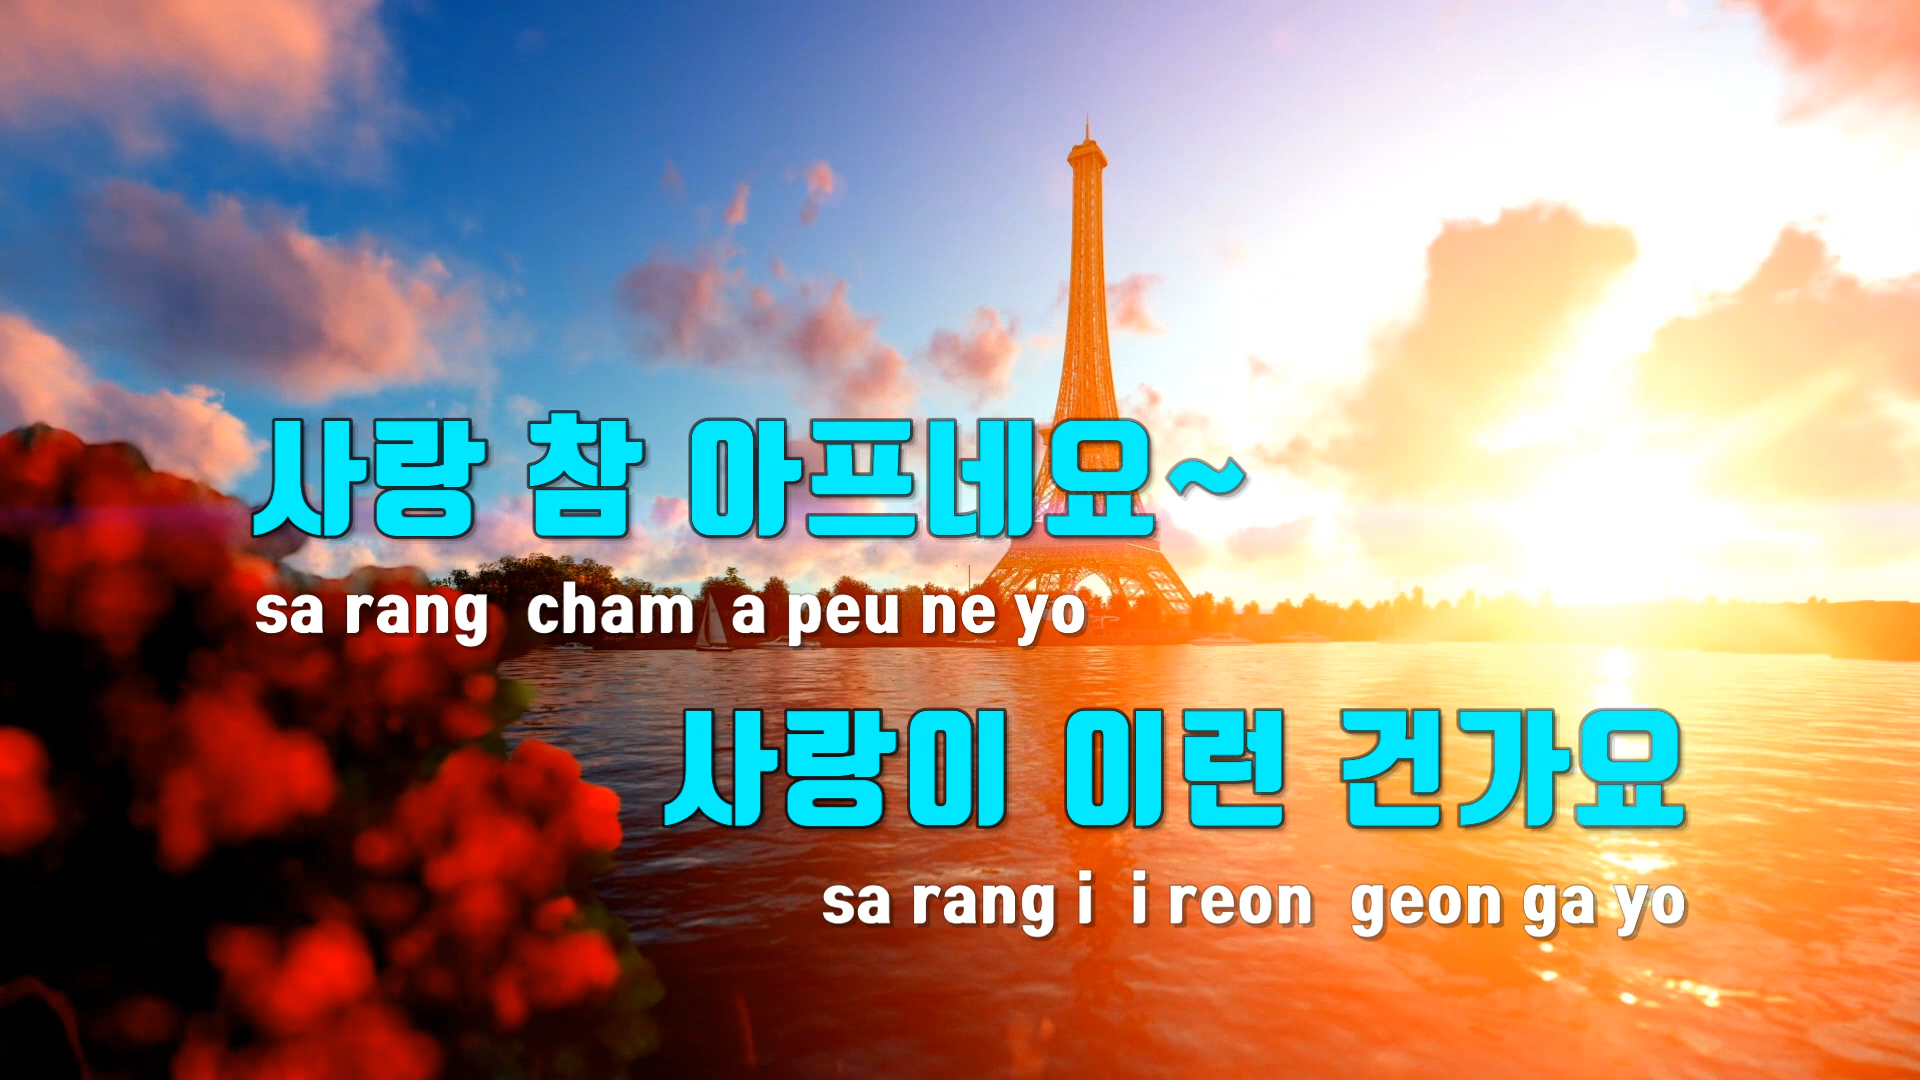 사랑 참 아프네요~
sa rang cham a peu ne yo
사랑이 이런 건가요
sa rang i i reon geon ga yo